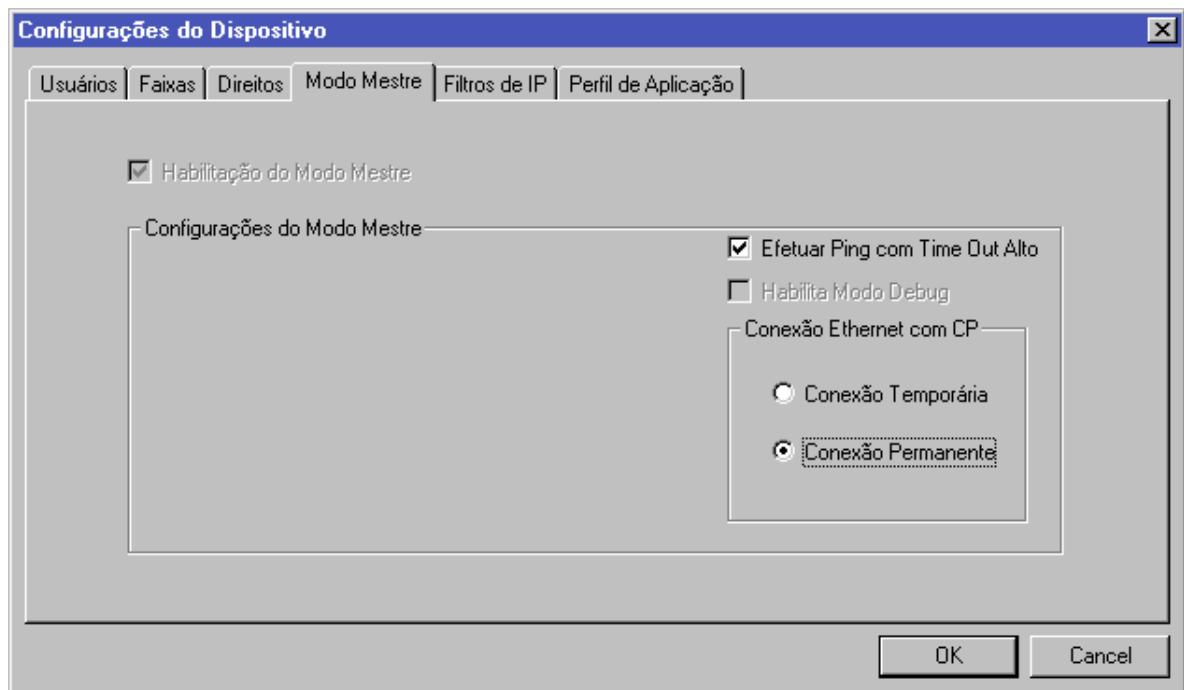 Configurações do Dispositivo
Usuários Faixas Direitos Modo Mestre Filtros de IP Perfil de Aplicação
Habilitação do Modo Mestre
Configurações do Modo Mestre
Efetuar Ping com Time Out Alto
Habilita Modo Debug
Conexão Ethernet com CP
Conexão Temporária
Conexão Permanente
OK Cancel